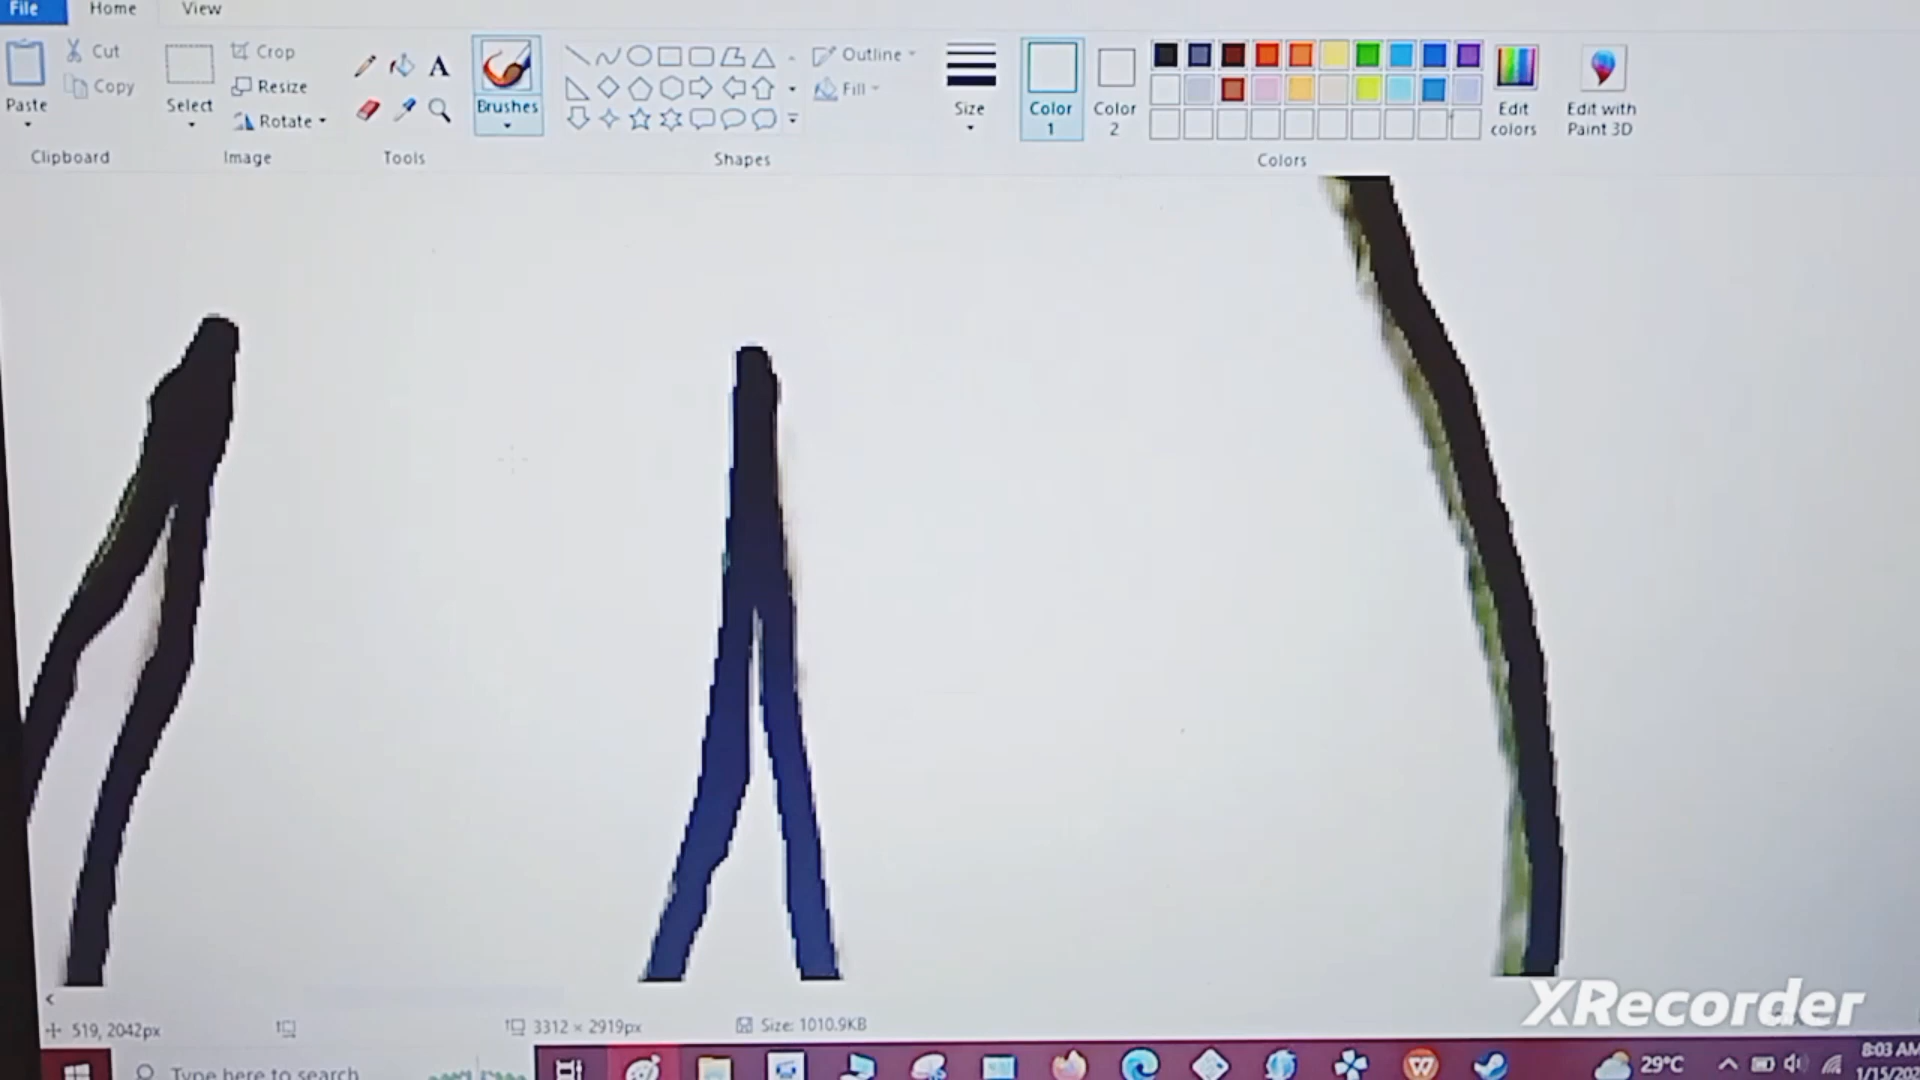 File Home View
Cut
Copy
Paste
Clipboard
Crop
Resize
Rotate
Select
Image
A
Tools
Brushes
Outline
Fill
Shapes
Size
Color 1
Color 2
Edit colors
Edit with Paint 3D
Colors
519, 2042px
3312 × 2919px
Size: 1010.9KB
XRecorder
Type here to search
29°C
8:03 AM